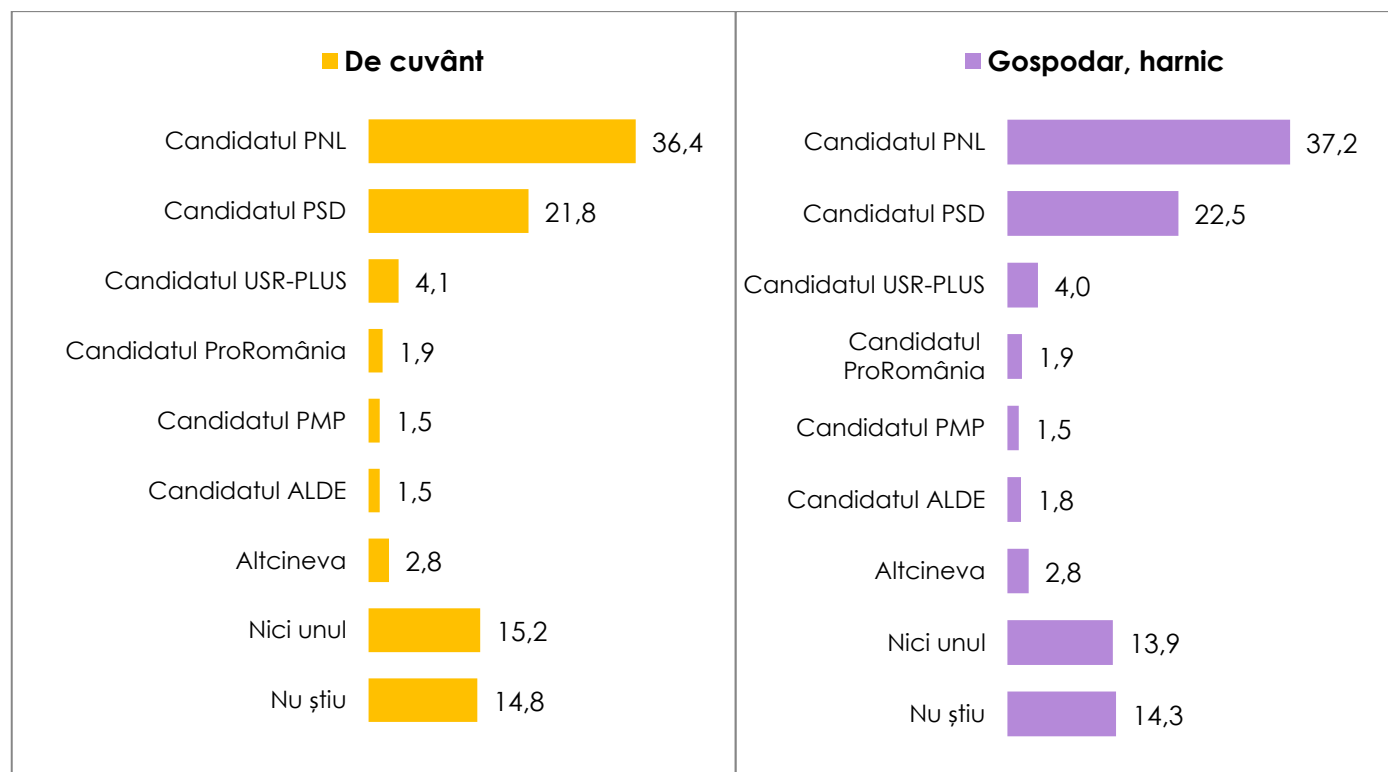 De cuvânt
Candidatul PNL 36,4
Candidatul PSD 21,8
Candidatul USR-PLUS 4,1
Candidatul ProRomânia 1,9
Candidatul PMP 1,5
Candidatul ALDE 1,5
Altcineva 2,8
Nici unul 15,2
Nu știu 14,8
Gospodar, harnic
Candidatul PNL 37,2
Candidatul PSD 22,5
Candidatul USR-PLUS 4,0
Candidatul
ProRomânia 1,9
Candidatul PMP 1,5
Candidatul ALDE 1,8
Altcineva 2,8
Nici unul 13,9
Nu știu 14,3